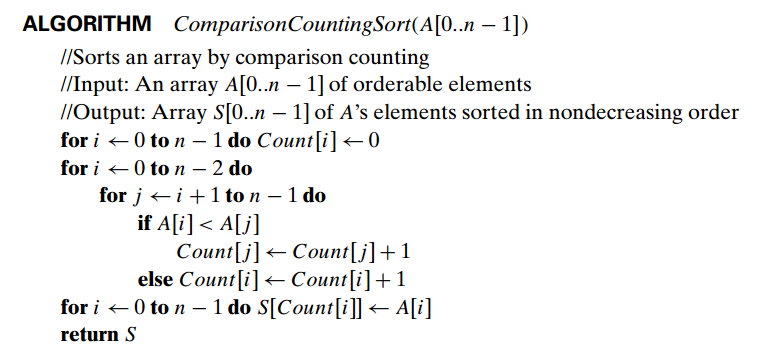 ALGORITHM ComparisonCountingSort(A[0..n − 1])
//Sorts an array by comparison counting
//Input: An array A[0..n − 1] of orderable elements
//Output: Array S[0..n − 1] of A's elements sorted in nondecreasing order
for i ← 0 to n − 1 do Count[i] ← 0
for i ← 0 to n − 2 do
for j ← i + 1 to n − 1 do
if A[i] < A[j]
Count[j] ← Count[j] + 1
else Count[i] ← Count[i] + 1
for i ← 0 to n − 1 do S[Count[i]] ← A[i]
return S